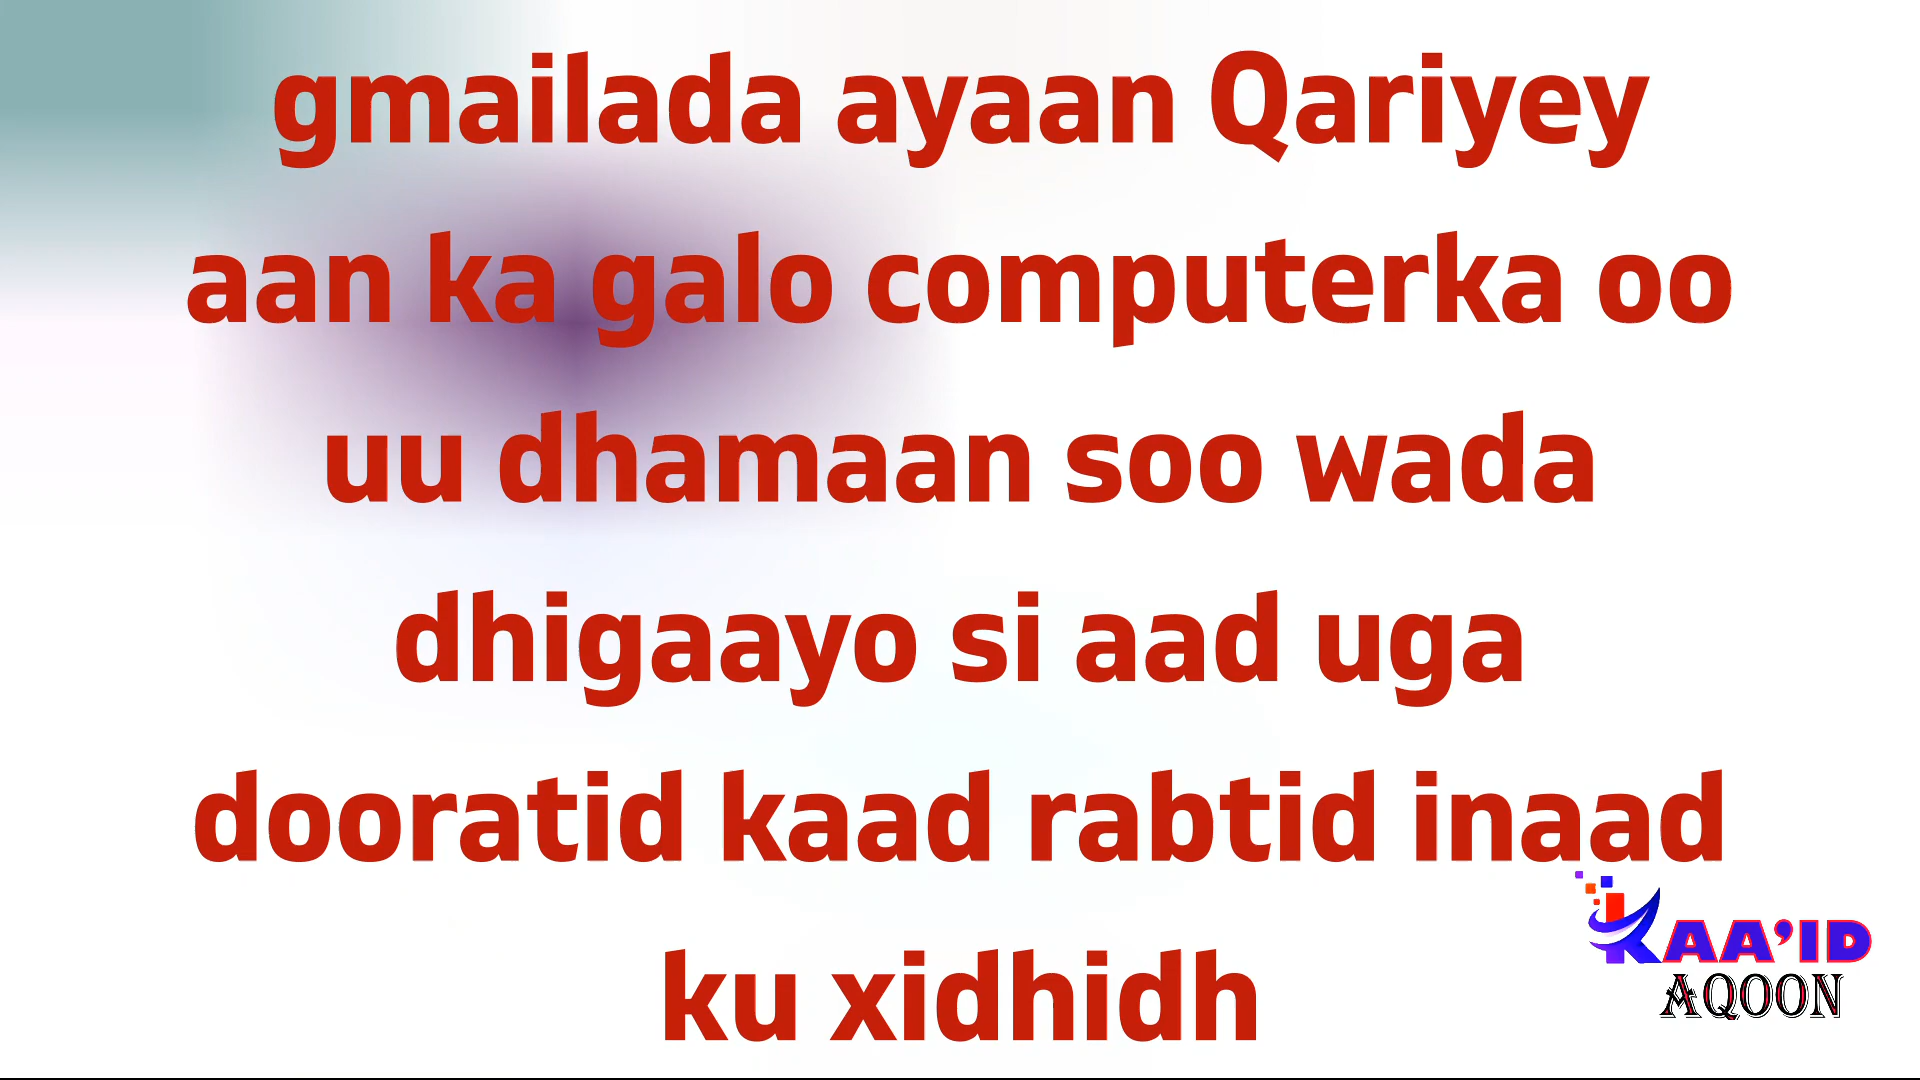 gmailada ayaan Qariyey
aan ka galo computerka oo
uu dhamaan soo wada
dhigaayo si aad uga
dooratid kaad rabtid inaad
ku xidhidh
KAA'ID
AQOON